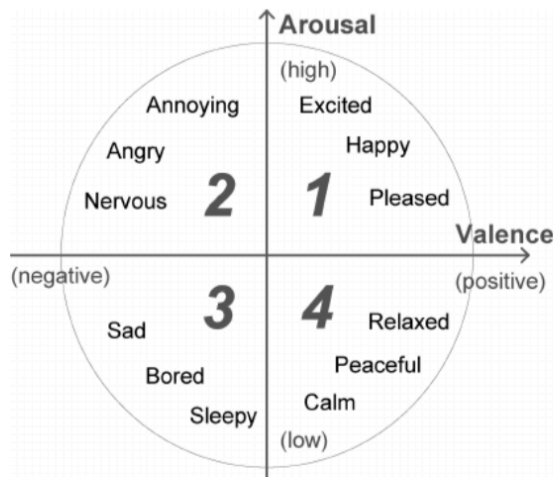 Arousal
(high)
Annoying
Excited
Happy
Angry
2
1
Nervous
Pleased
Valence
(negative)
(positive)
3
4
Sad
Relaxed
Bored
Peaceful
Sleepy
Calm
(low)